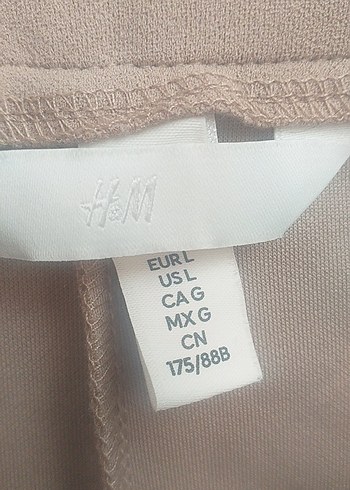 H&M
EUR L
US L
CA G
MX G
CN
175/88B